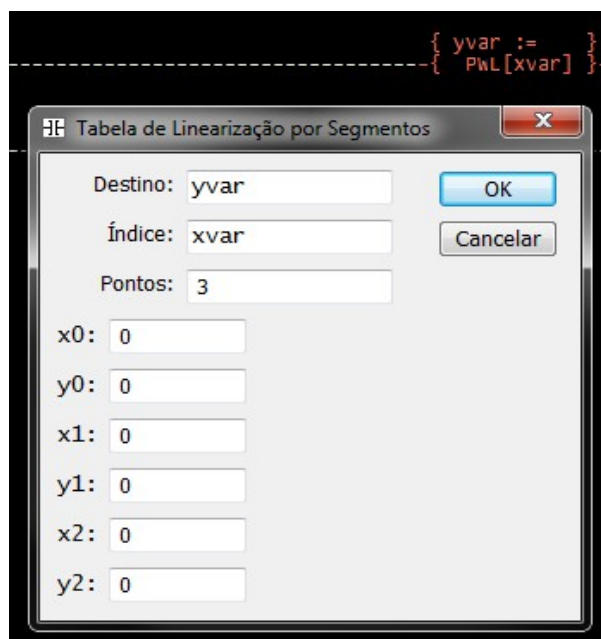 { yvar := }
{ PWL[xvar] }
Tabela de Linearização por Segmentos
Destino: yvar
OK
Índice: xvar
Cancelar
Pontos: 3
x0: 0
y0: 0
x1: 0
y1: 0
x2: 0
y2: 0